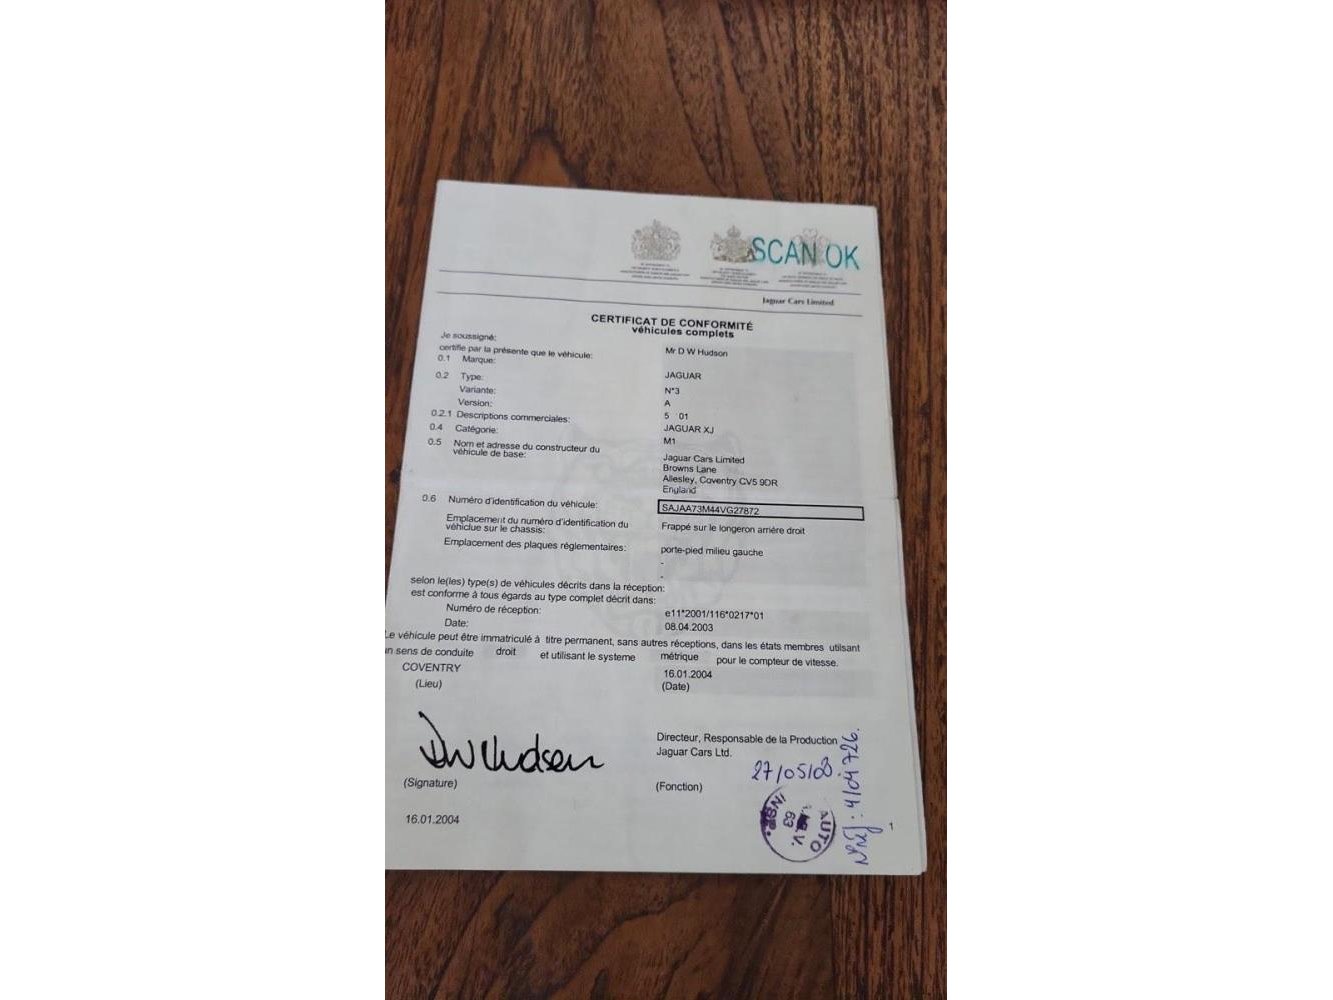 SCAN OK
Jaguar Cars Limited
CERTIFICAT DE CONFORMITÉ
véhicules complets
Je soussigné: Mr D W Hudson
certifie par la présente que le véhicule:
0.1 Marque: JAGUAR
0.2 Type: N*3
Variante: A
Version: 5 01
0.2.1 Descriptions commerciales: JAGUAR XJ
0.4 Catégorie: M1
0.5 Nom et adresse du constructeur du
véhicule de base:
Jaguar Cars Limited
Browns Lane
Allesley, Coventry CV5 9DR
England
0.6 Numéro d'identification du véhicule: SAJAA73M44VG27872
Emplacement du numéro d'identification du
véhiclue sur le chassis: Frappé sur le longeron arrière droit
Emplacement des plaques réglementaires: porte-pied milieu gauche
-
-
selon le(les) type(s) de véhicules décrits dans la réception:
est conforme à tous égards au type complet décrit dans:
Numéro de réception: e11*2001/116*0217*01
Date: 08.04.2003
Le véhicule peut être immatriculé à titre permanent, sans autres réceptions, dans les états membres utilisant
un sens de conduite droit et utilisant le systeme métrique pour le compteur de vitesse.
COVENTRY 16.01.2004
(Lieu) (Date)
DW Hudson
Directeur, Responsable de la Production
Jaguar Cars Ltd.
(Signature) (Fonction)
27/05/08
16.01.2004
AUTO
INSP.
63
1